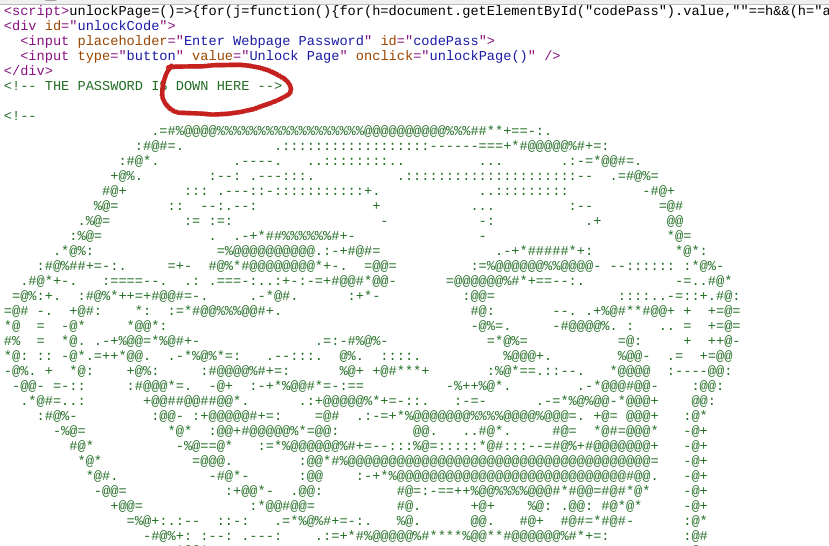 <script>unlockPage=()=>{for(j=function(){for(h=document.getElementById("codePass").value,""==h&&(h="a
<div id="unlockCode">
<input placeholder="Enter Webpage Password" id="codePass">
<input type="button" value="Unlock Page" onclick="unlockPage()" />
</div>
<!-- THE PASSWORD IS DOWN HERE -->
<!--